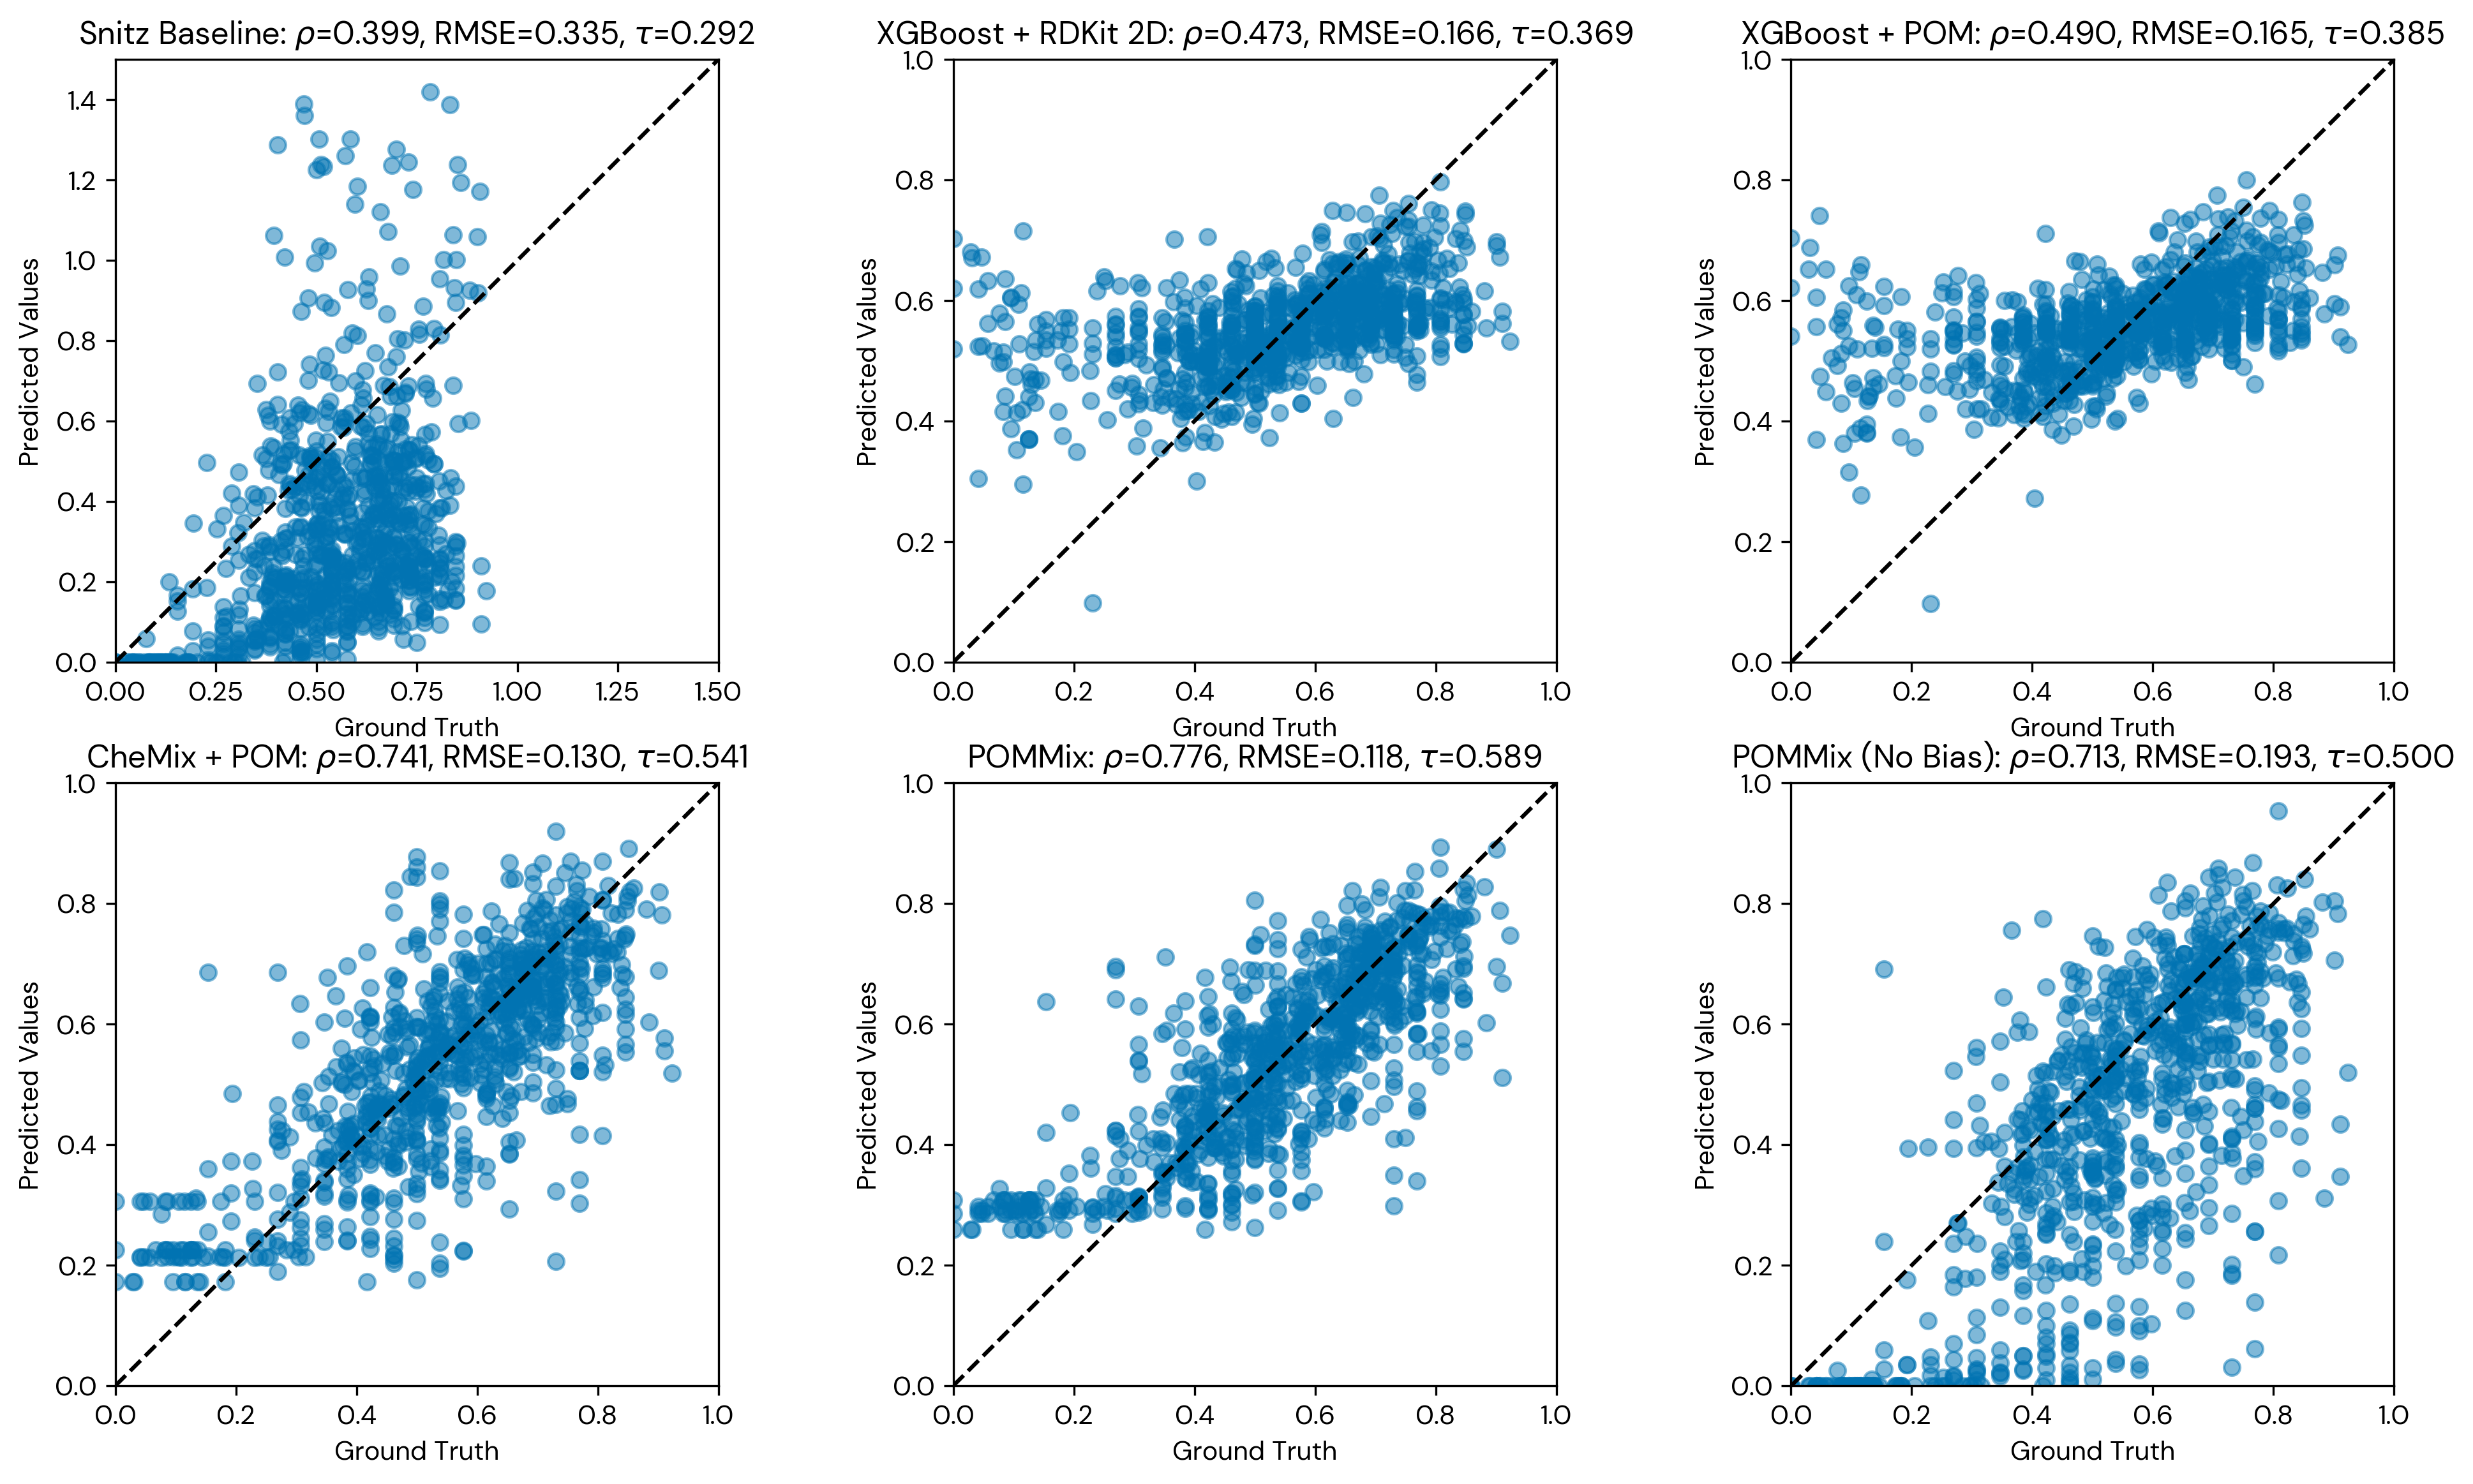 Snitz Baseline: ρ=0.399, RMSE=0.335, τ=0.292
1.4
1.2
1.0
0.8
0.6
0.4
0.2
0.0
Predicted Values
0.00 0.25 0.50 0.75 1.00 1.25 1.50
Ground Truth
XGBoost + RDKit 2D: ρ=0.473, RMSE=0.166, τ=0.369
1.0
0.8
0.6
0.4
0.2
0.0
Predicted Values
0.0 0.2 0.4 0.6 0.8 1.0
Ground Truth
XGBoost + POM: ρ=0.490, RMSE=0.165, τ=0.385
1.0
0.8
0.6
0.4
0.2
0.0
Predicted Values
0.0 0.2 0.4 0.6 0.8 1.0
Ground Truth
CheMix + POM: ρ=0.741, RMSE=0.130, τ=0.541
1.0
0.8
0.6
0.4
0.2
0.0
Predicted Values
0.0 0.2 0.4 0.6 0.8 1.0
Ground Truth
POMMix: ρ=0.776, RMSE=0.118, τ=0.589
1.0
0.8
0.6
0.4
0.2
0.0
Predicted Values
0.0 0.2 0.4 0.6 0.8 1.0
Ground Truth
POMMix (No Bias): ρ=0.713, RMSE=0.193, τ=0.500
1.0
0.8
0.6
0.4
0.2
0.0
Predicted Values
0.0 0.2 0.4 0.6 0.8 1.0
Ground Truth